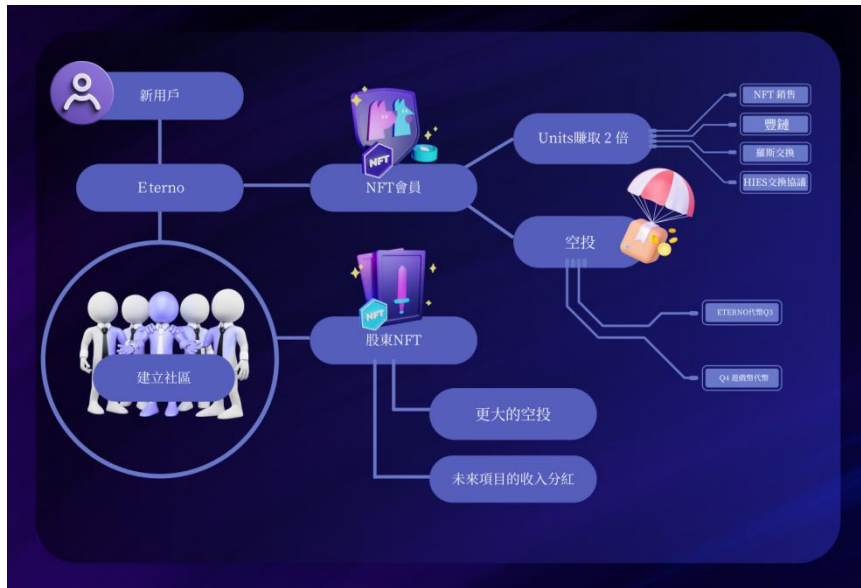 新用戶
Eterno
建立社區
NFT
NFT會員
NFT
股東NFT
Units賺取 2 倍
NFT 銷售
豐鏈
羅斯交換
HIES交換協議
空投
ETERNO代幣Q3
Q4 遊戲幣代幣
更大的空投
未來項目的收入分紅